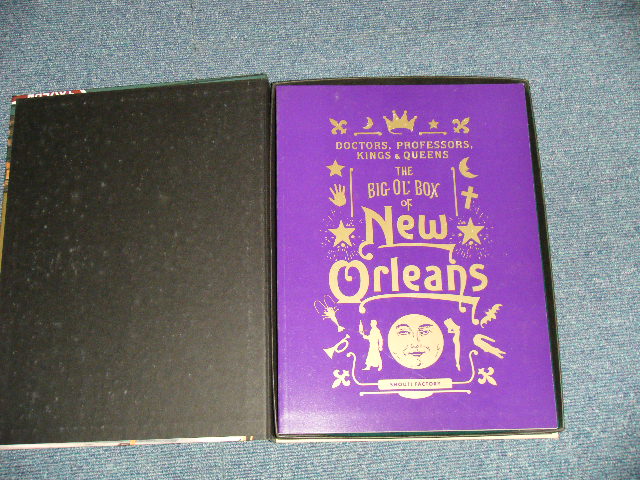 DOCTORS, PROFESSORS,
KINGS & QUEENS
THE
BIG OL' BOX
OF
New
Orleans
SHOUT! FACTORY